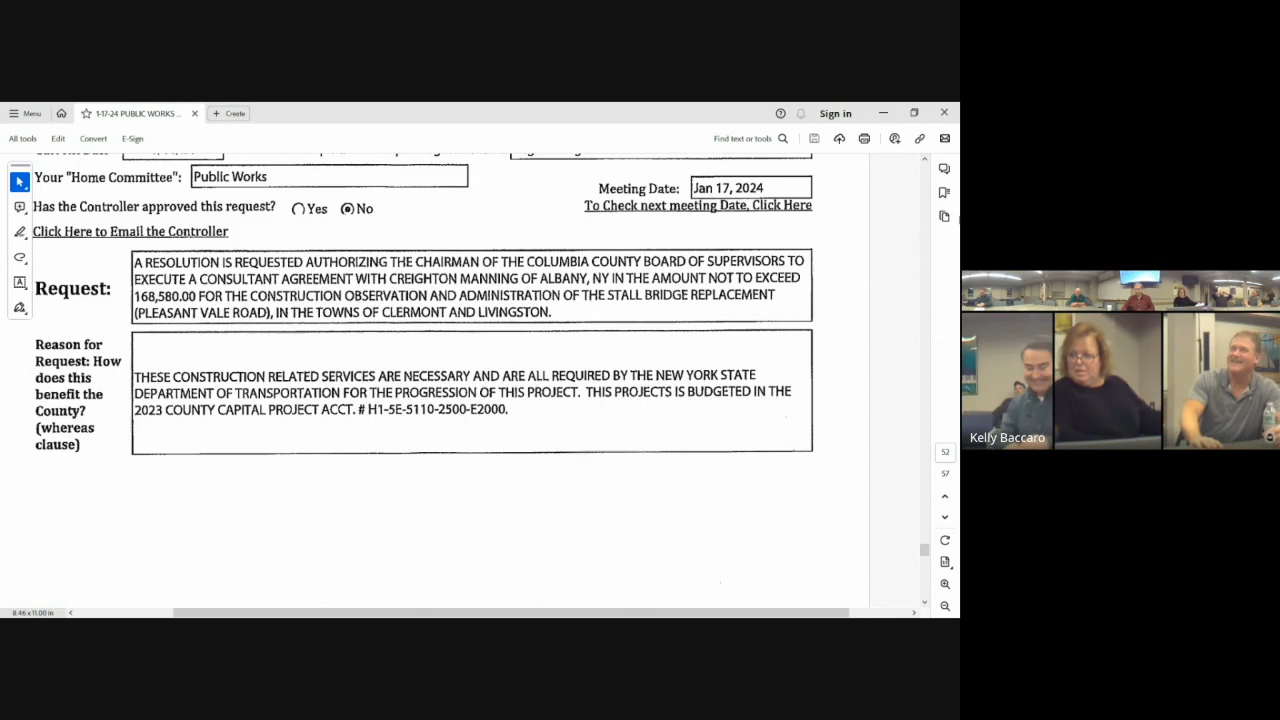 Menu
1-17-24 PUBLIC WORKS ...
Create
Sign in
All tools
Edit
Convert
E-Sign
Find text or tools
Your "Home Committee":
Public Works
Meeting Date:
Jan 17, 2024
Has the Controller approved this request?
Yes
No
To Check next meeting Date, Click Here
Click Here to Email the Controller
Request:
A RESOLUTION IS REQUESTED AUTHORIZING THE CHAIRMAN OF THE COLUMBIA COUNTY BOARD OF SUPERVISORS TO
EXECUTE A CONSULTANT AGREEMENT WITH CREIGHTON MANNING OF ALBANY, NY IN THE AMOUNT NOT TO EXCEED
168,580.00 FOR THE CONSTRUCTION OBSERVATION AND ADMINISTRATION OF THE STALL BRIDGE REPLACEMENT
(PLEASANT VALE ROAD), IN THE TOWNS OF CLERMONT AND LIVINGSTON.
Reason for
Request: How
does this
benefit the
County?
(whereas
clause)
THESE CONSTRUCTION RELATED SERVICES ARE NECESSARY AND ARE ALL REQUIRED BY THE NEW YORK STATE
DEPARTMENT OF TRANSPORTATION FOR THE PROGRESSION OF THIS PROJECT. THIS PROJECTS IS BUDGETED IN THE
2023 COUNTY CAPITAL PROJECT ACCT. # H1-5E-5110-2500-E2000.
52
57
8.46 x 11.00 in
Kelly Baccaro